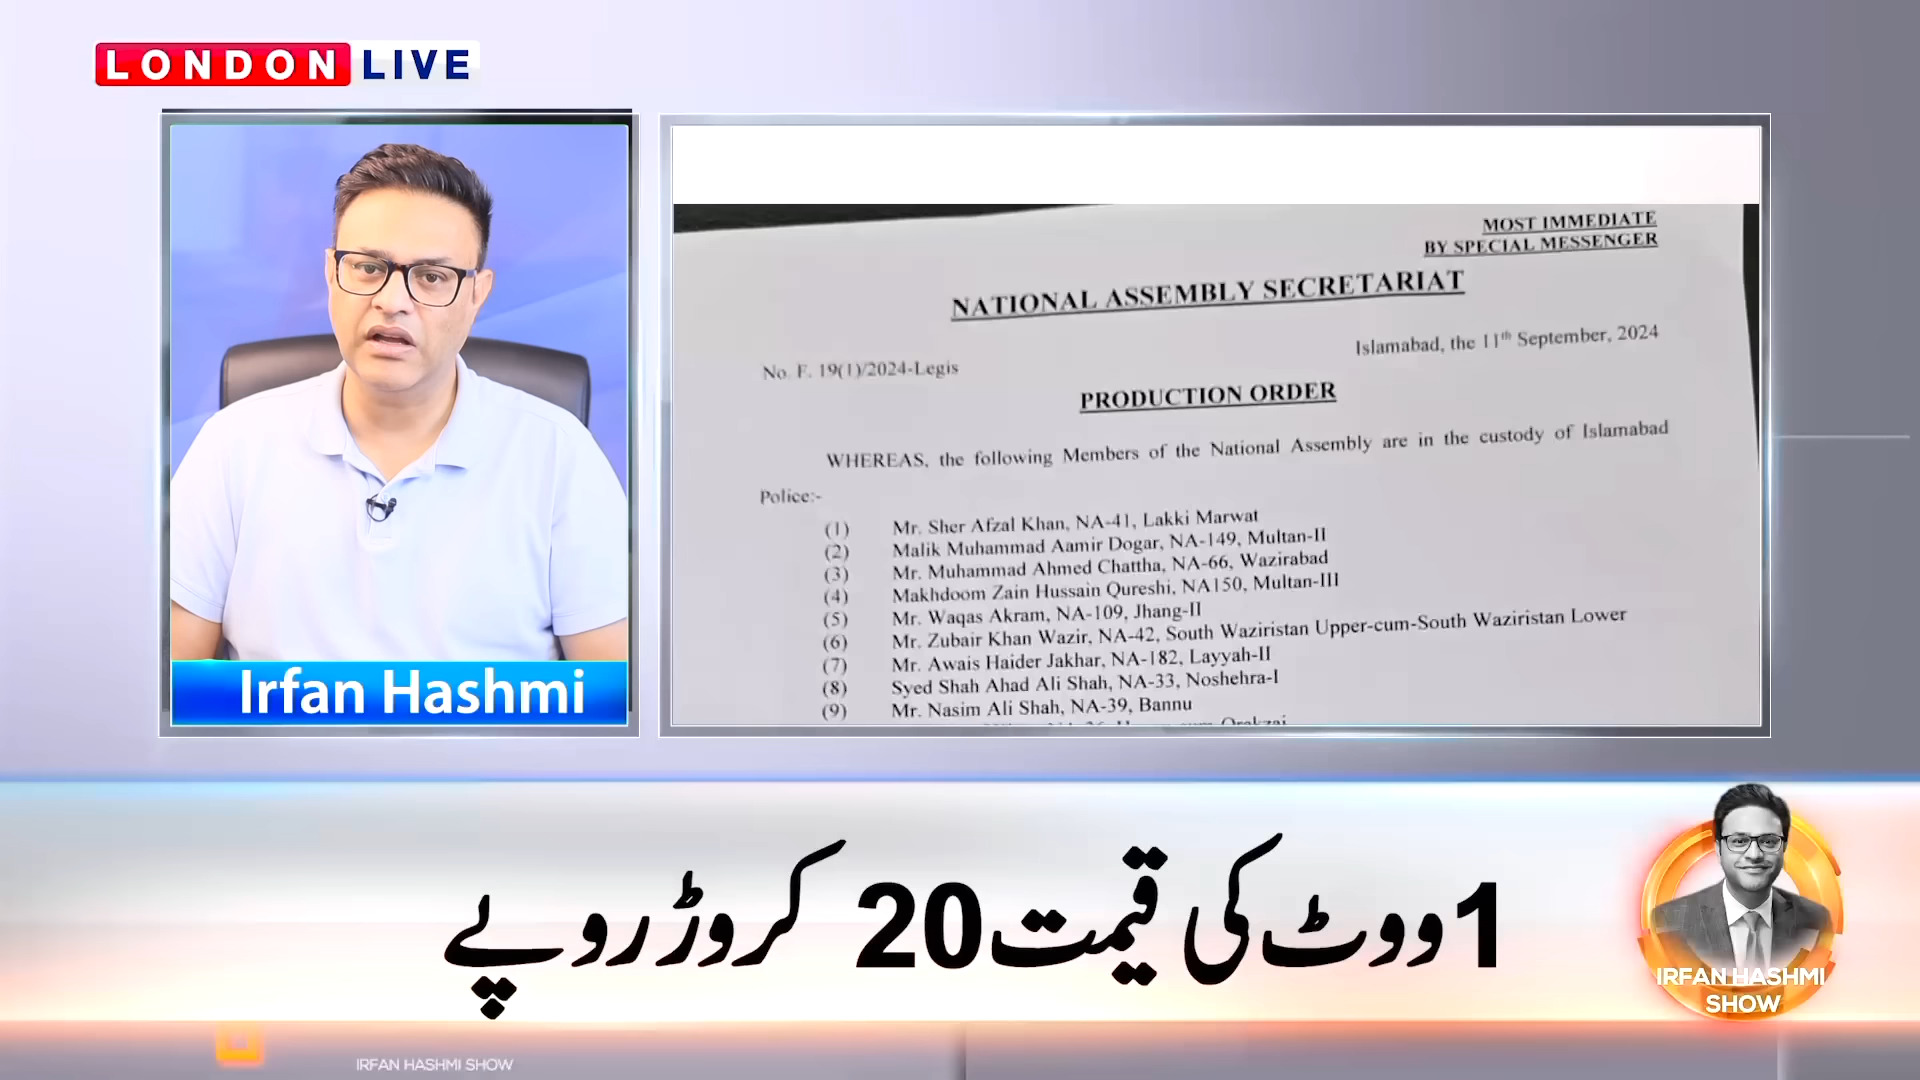 LONDON LIVE
Irfan Hashmi
MOST IMMEDIATE
BY SPECIAL MESSENGER
NATIONAL ASSEMBLY SECRETARIAT
Islamabad, the 11th September, 2024
No. F. 19(1)/2024-Legis
PRODUCTION ORDER
WHEREAS, the following Members of the National Assembly are in the custody of Islamabad
Police:-
(1) Mr. Sher Afzal Khan, NA-41, Lakki Marwat
(2) Malik Muhammad Aamir Dogar, NA-149, Multan-II
(3) Mr. Muhammad Ahmed Chattha, NA-66, Wazirabad
(4) Makhdoom Zain Hussain Qureshi, NA150, Multan-III
(5) Mr. Waqas Akram, NA-109, Jhang-II
(6) Mr. Zubair Khan Wazir, NA-42, South Waziristan Upper-cum-South Waziristan Lower
(7) Mr. Awais Haider Jakhar, NA-182, Layyah-II
(8) Syed Shah Ahad Ali Shah, NA-33, Noshehra-I
(9) Mr. Nasim Ali Shah, NA-39, Bannu
1 ووٹ کی قیمت 20 کروڑ روپے
IRFAN HASHMI
SHOW
IRFAN HASHMI SHOW